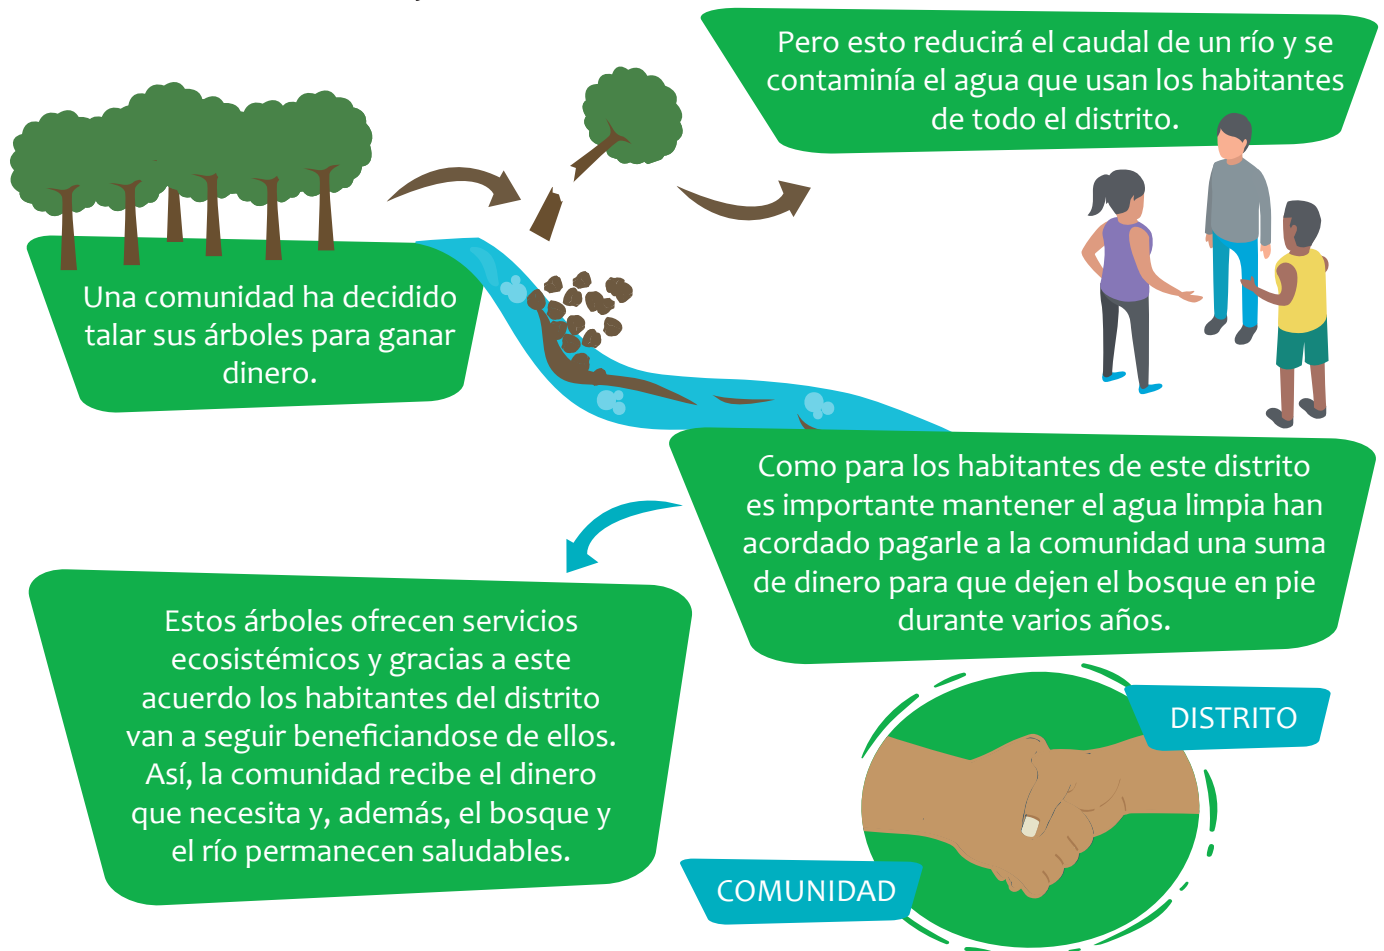 Una comunidad ha decidido
talar sus árboles para ganar
dinero.
Pero esto reducirá el caudal de un río y se
contaminía el agua que usan los habitantes
de todo el distrito.
Como para los habitantes de este distrito
es importante mantener el agua limpia han
acordado pagarle a la comunidad una suma
de dinero para que dejen el bosque en pie
durante varios años.
Estos árboles ofrecen servicios
ecosistémicos y gracias a este
acuerdo los habitantes del distrito
van a seguir beneficiandose de ellos.
Así, la comunidad recibe el dinero
que necesita y, además, el bosque y
el río permanecen saludables.
DISTRITO
COMUNIDAD